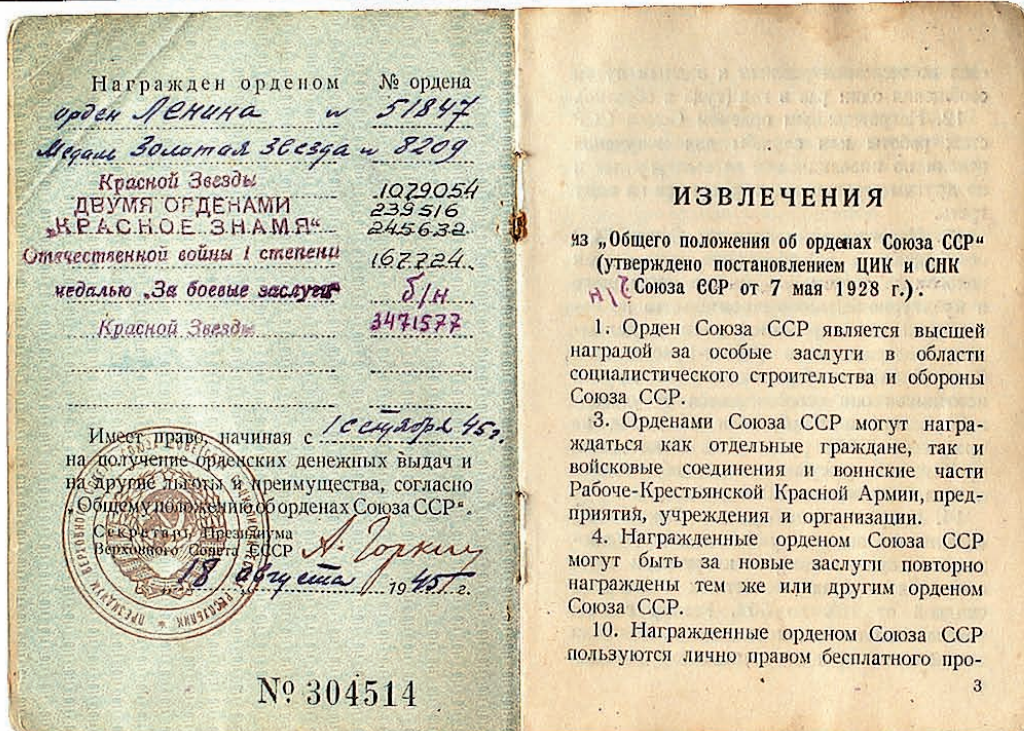 Награжден орденом № ордена
орден Ленина № 51847
Медаль Золотая Звезда № 8209
Красной Звезды 1079054
ДВУМЯ ОРДЕНАМИ 239516
„КРАСНОЕ ЗНАМЯ“ 245632
Отечественной войны I степени 167724
медалью „За боевые заслуги“ б/н
Красной Звезды 3471577
Имеет право, начиная с 1 сентября 45 г.
на получение орденских денежных выдач и
на другие льготы и преимущества, согласно
„Общему положению об орденах Союза ССР“.
Секретарь Президиума
Верховного Совета СССР А. Горкин
18 августа 1945 г.
№ 304514
ИЗВЛЕЧЕНИЯ
из „Общего положения об орденах Союза ССР“
(утверждено постановлением ЦИК и СНК
Союза ССР от 7 мая 1928 г.).
1. Орден Союза ССР является высшей
наградой за особые заслуги в области
социалистического строительства и обороны
Союза ССР.
3. Орденами Союза ССР могут награ-
ждаться как отдельные граждане, так и
войсковые соединения и воинские части
Рабоче-Крестьянской Красной Армии, пред-
приятия, учреждения и организации.
4. Награжденные орденом Союза ССР
могут быть за новые заслуги повторно
награждены тем же или другим орденом
Союза ССР.
10. Награжденные орденом Союза ССР
пользуются лично правом бесплатного про-
3